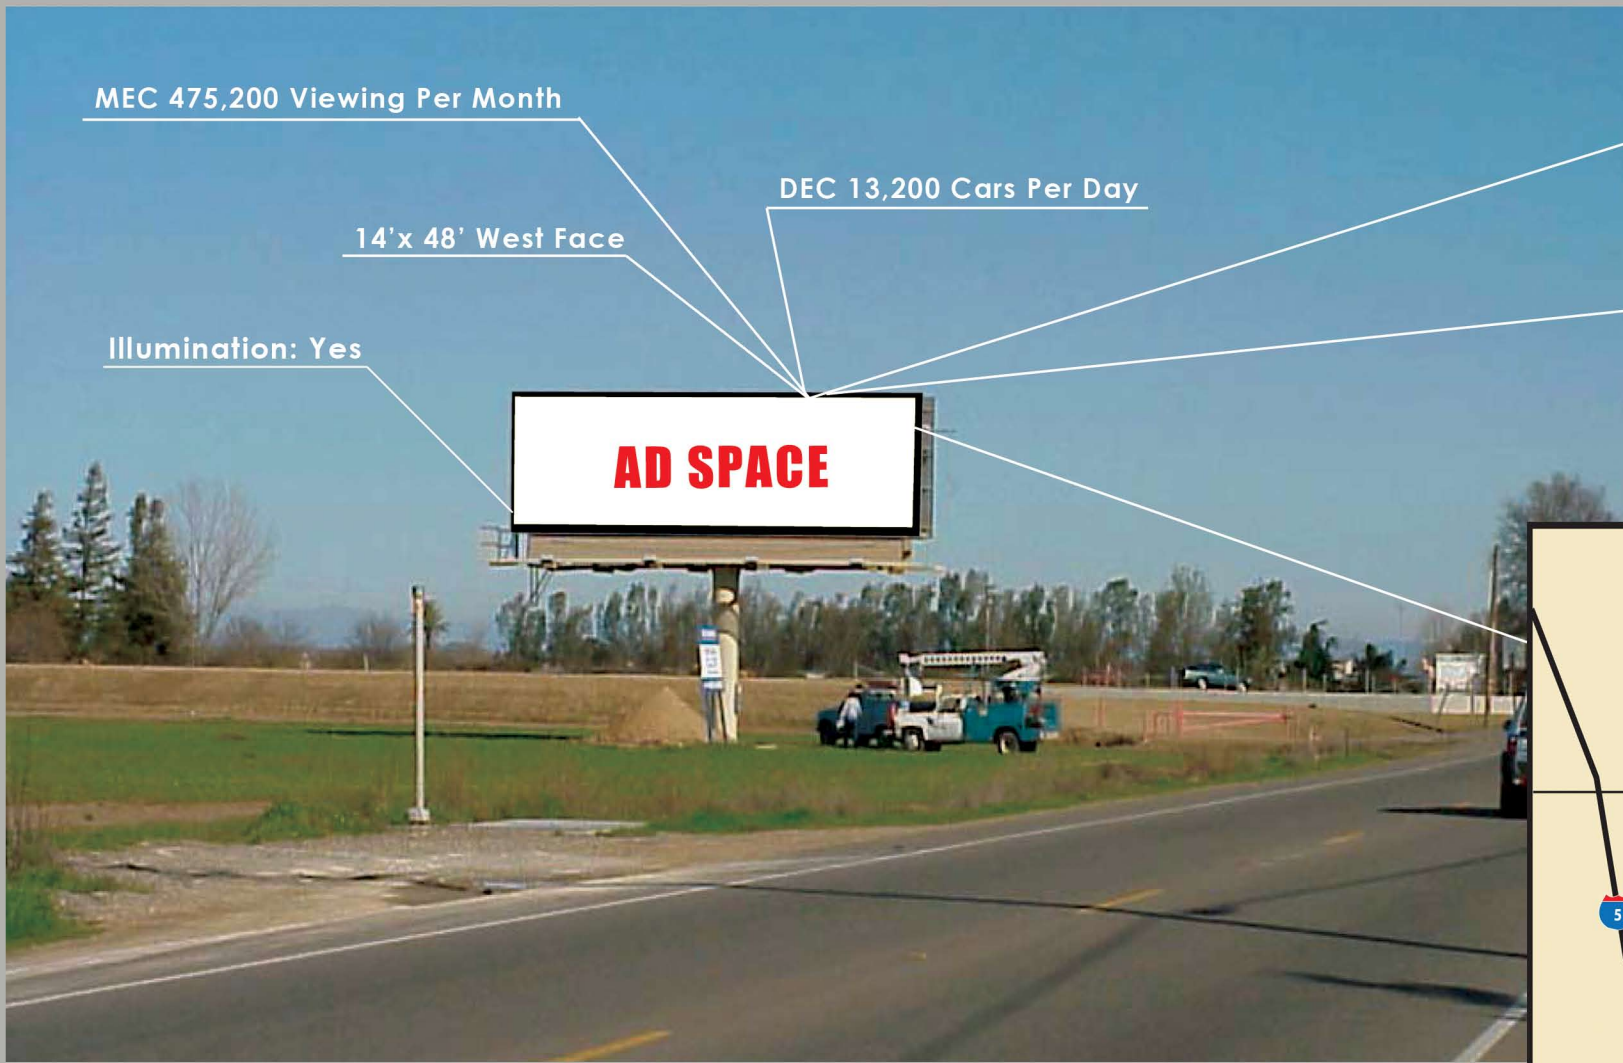 MEC 475,200 Viewing Per Month
DEC 13,200 Cars Per Day
14’x 48’ West Face
Illumination: Yes
AD SPACE
5